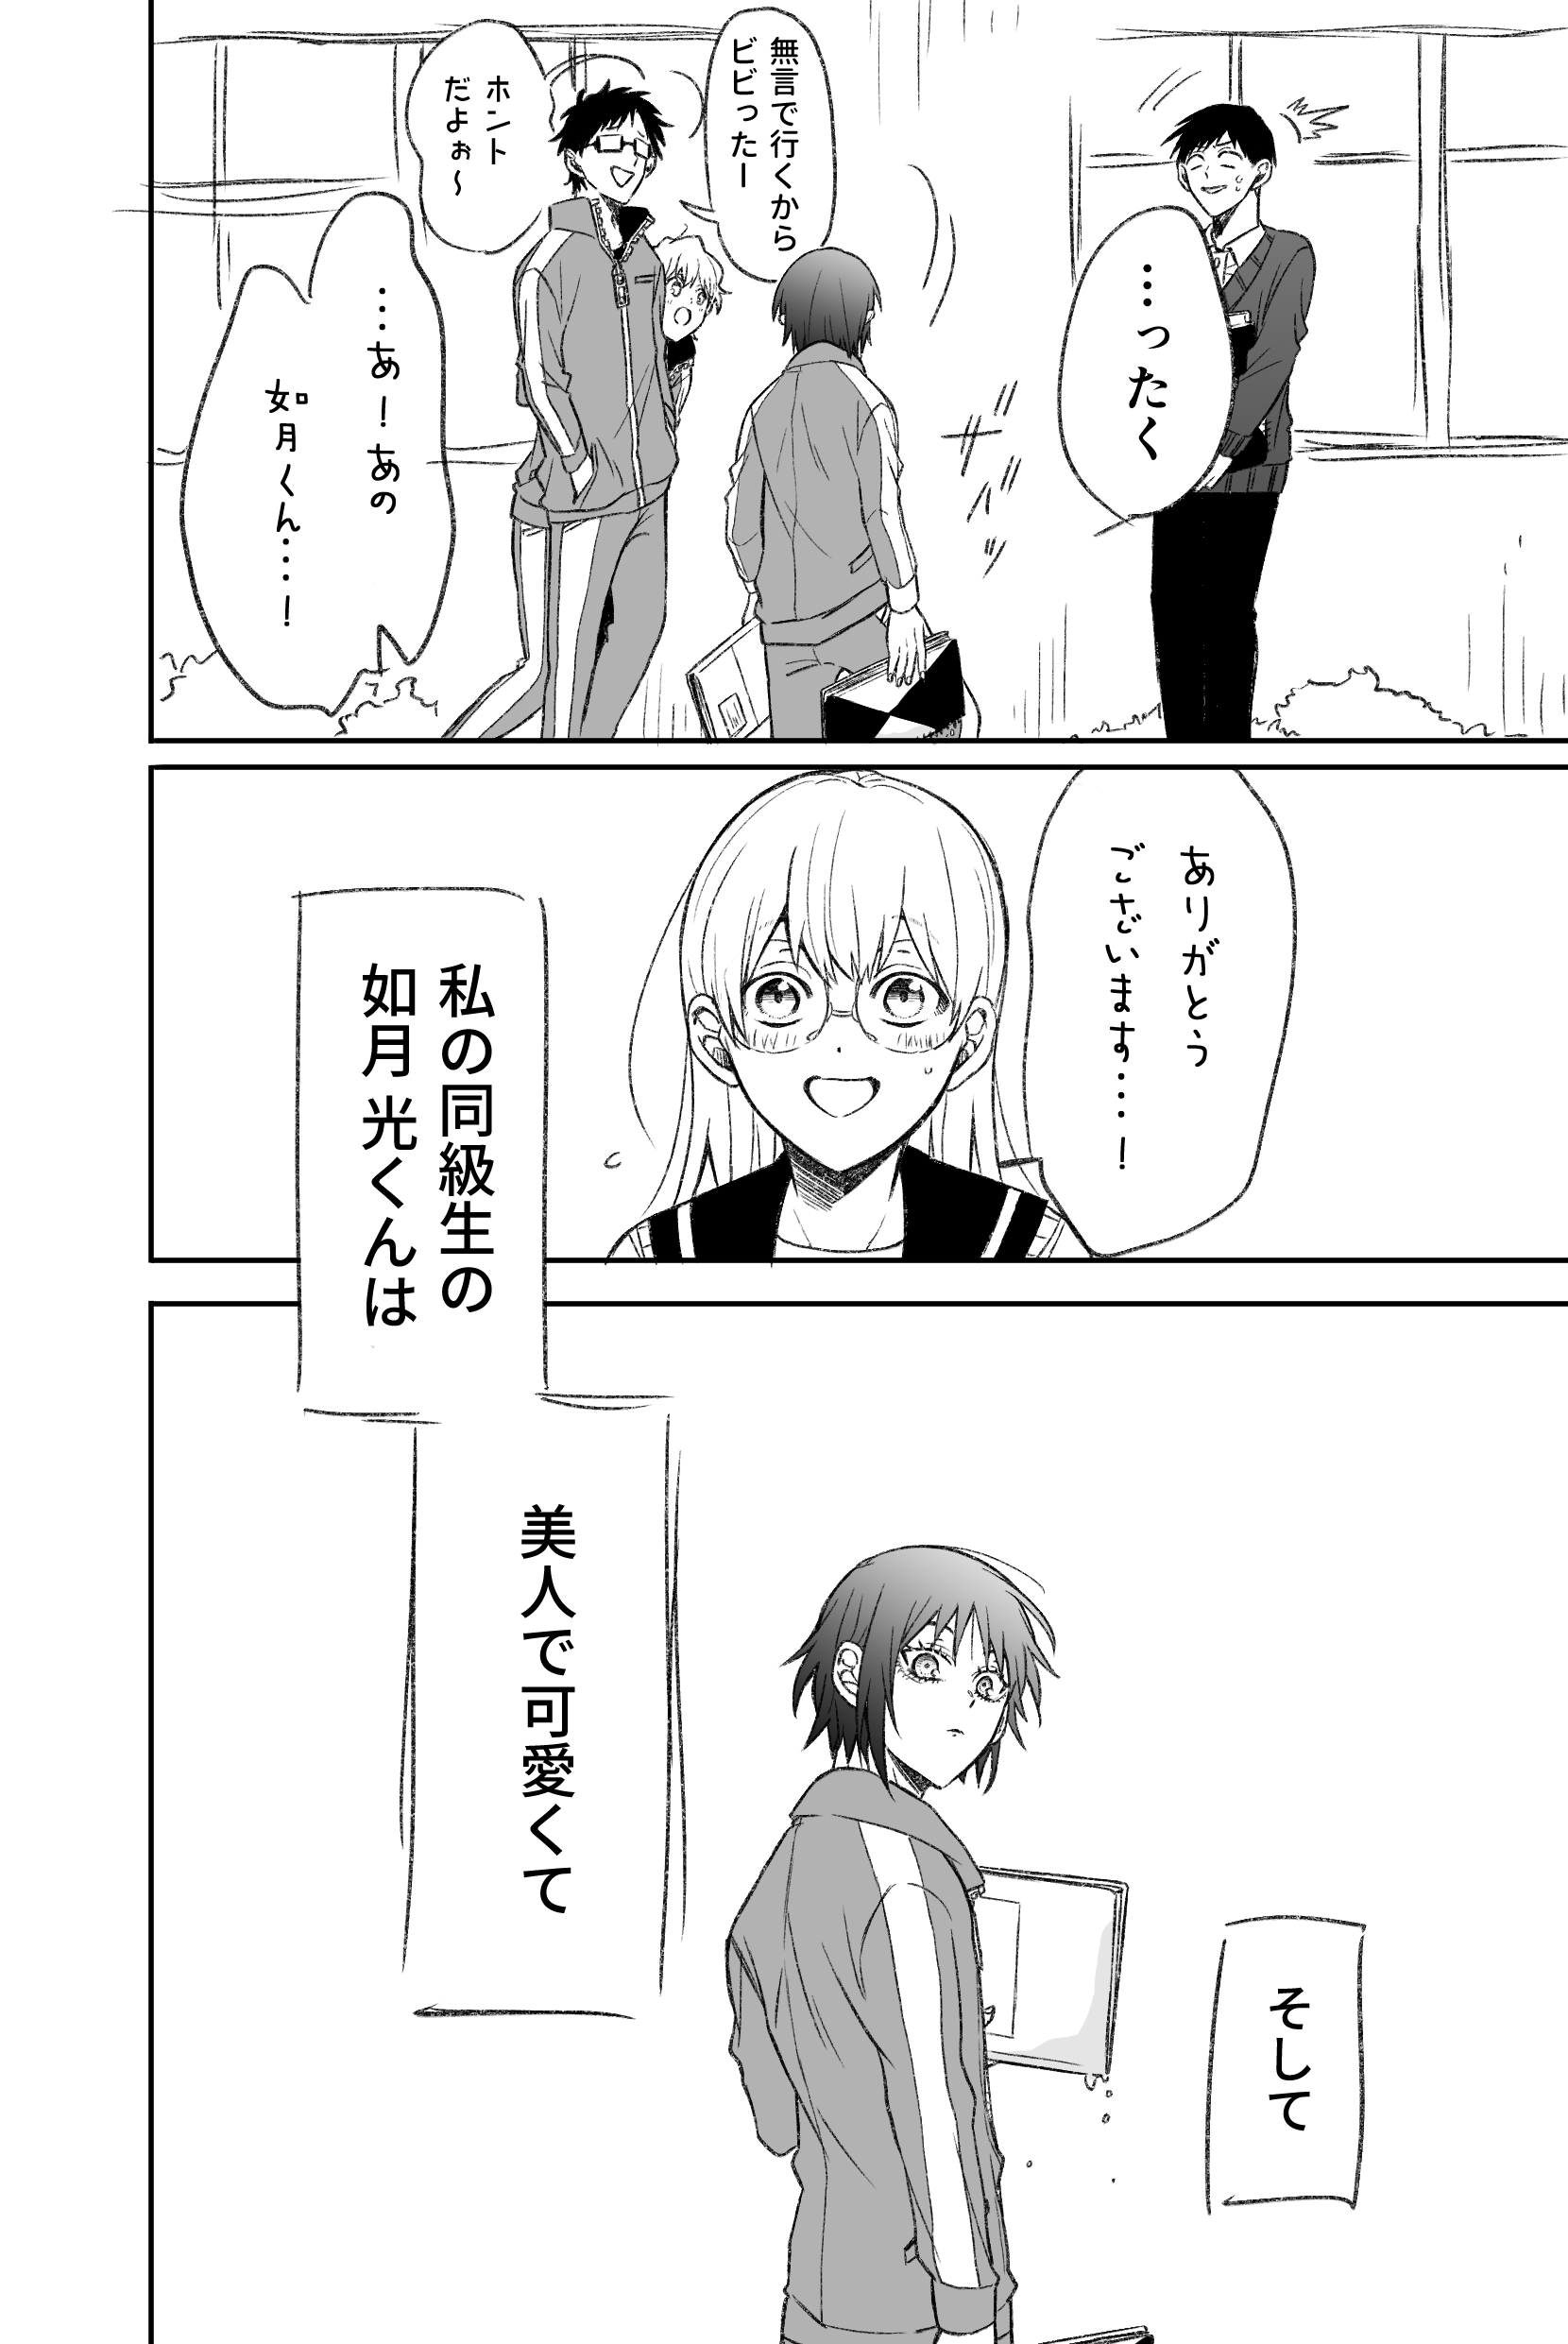 …ったく
無言で行くから
ビビったー
ホント
だよぉ～
…あ！あの
如月くん…！
ありがとう
ございます…！
私の同級生の
如月 光くんは
そして
美人で可愛くて